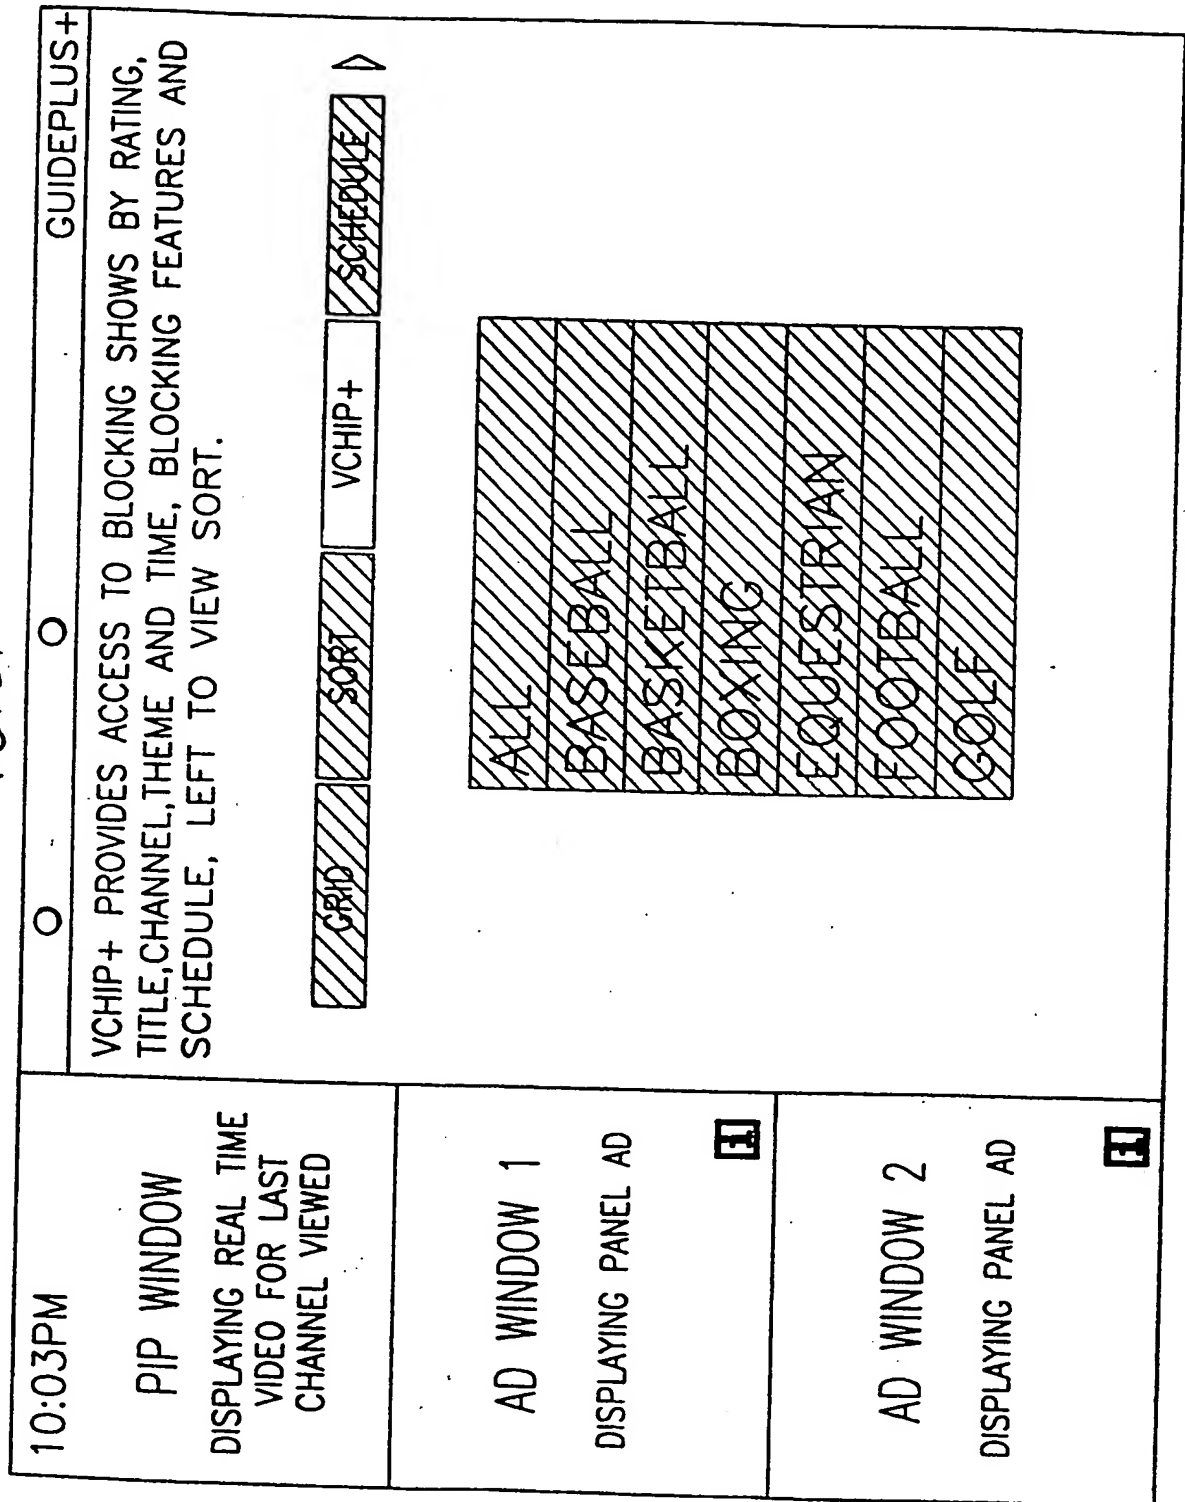 GUIDEPLUS+
10:03PM
PIP WINDOW
DISPLAYING REAL TIME
VIDEO FOR LAST
CHANNEL VIEWED
VCHIP+ PROVIDES ACCESS TO BLOCKING SHOWS BY RATING,
TITLE,CHANNEL,THEME AND TIME, BLOCKING FEATURES AND
SCHEDULE, LEFT TO VIEW SORT.
GRID
SORT
VCHIP+
SCHEDULE
ALL
BASEBALL
BASKETBALL
BOXING
EQUESTRIAN
FOOTBALL
GOLF
AD WINDOW 1
DISPLAYING PANEL AD
AD WINDOW 2
DISPLAYING PANEL AD